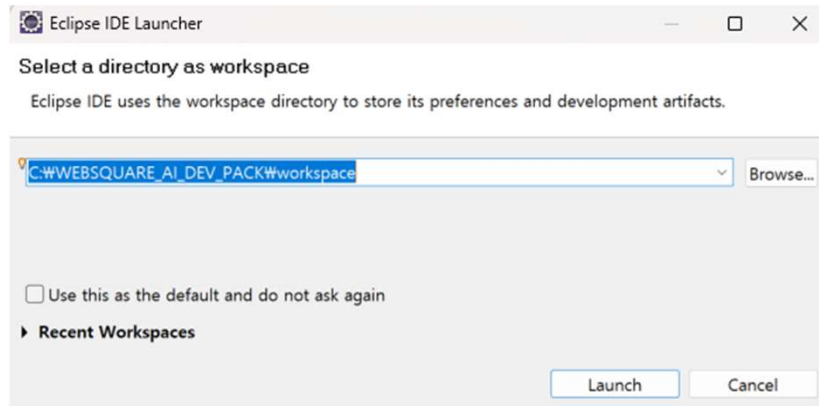 Eclipse IDE Launcher
Select a directory as workspace
Eclipse IDE uses the workspace directory to store its preferences and development artifacts.
C:₩WEBSQUARE_AI_DEV_PACK₩workspace
Browse...
Use this as the default and do not ask again
Recent Workspaces
Launch Cancel